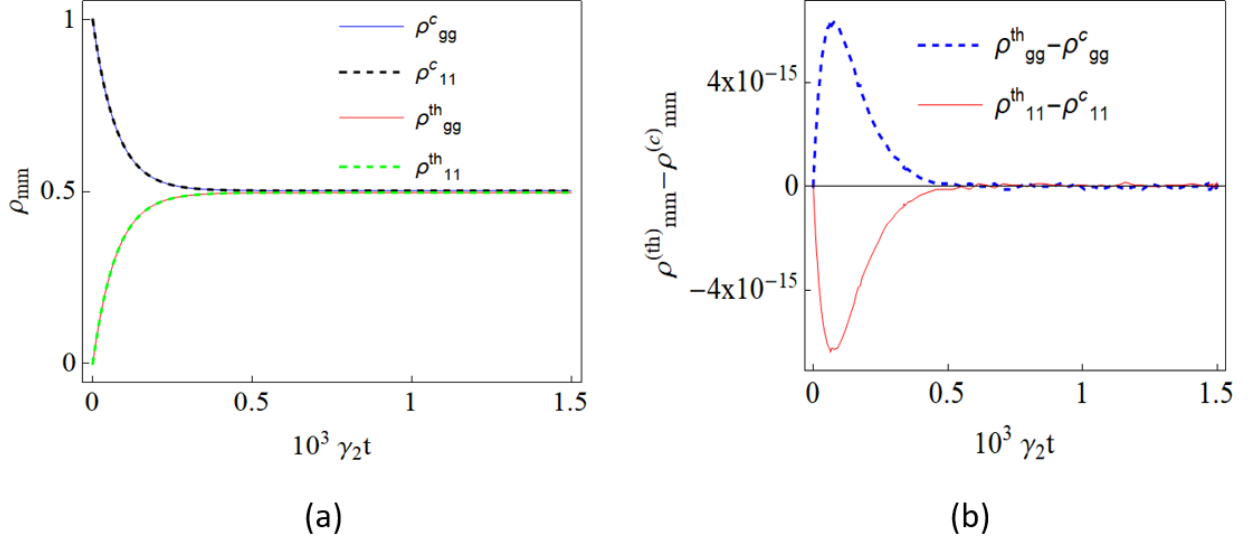 1
0.5
0
ρmm
ρ^c_gg
ρ^c_11
ρ^th_gg
ρ^th_11
0 0.5 1 1.5
10^3 γ_2t
(a)
4x10^-15
0
−4x10^-15
ρ^(th)_mm−ρ^(c)_mm
ρ^th_gg−ρ^c_gg
ρ^th_11−ρ^c_11
0 0.5 1 1.5
10^3 γ_2t
(b)